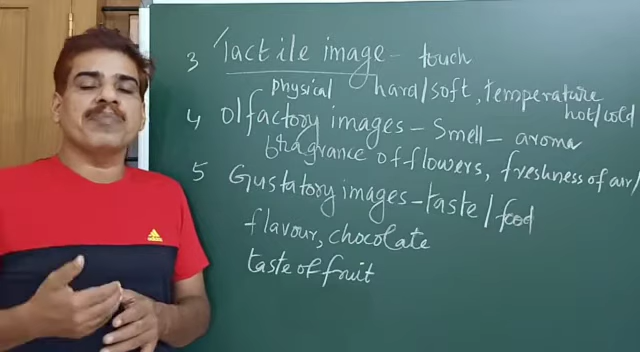 3 Tactile image - touch
physical hard/soft, temperature
hot/cold
4 Olfactory images - Smell - aroma
fragrance of flowers, freshness of air/
5 Gustatory images - taste/food
flavour, chocolate
taste of fruit
adidas